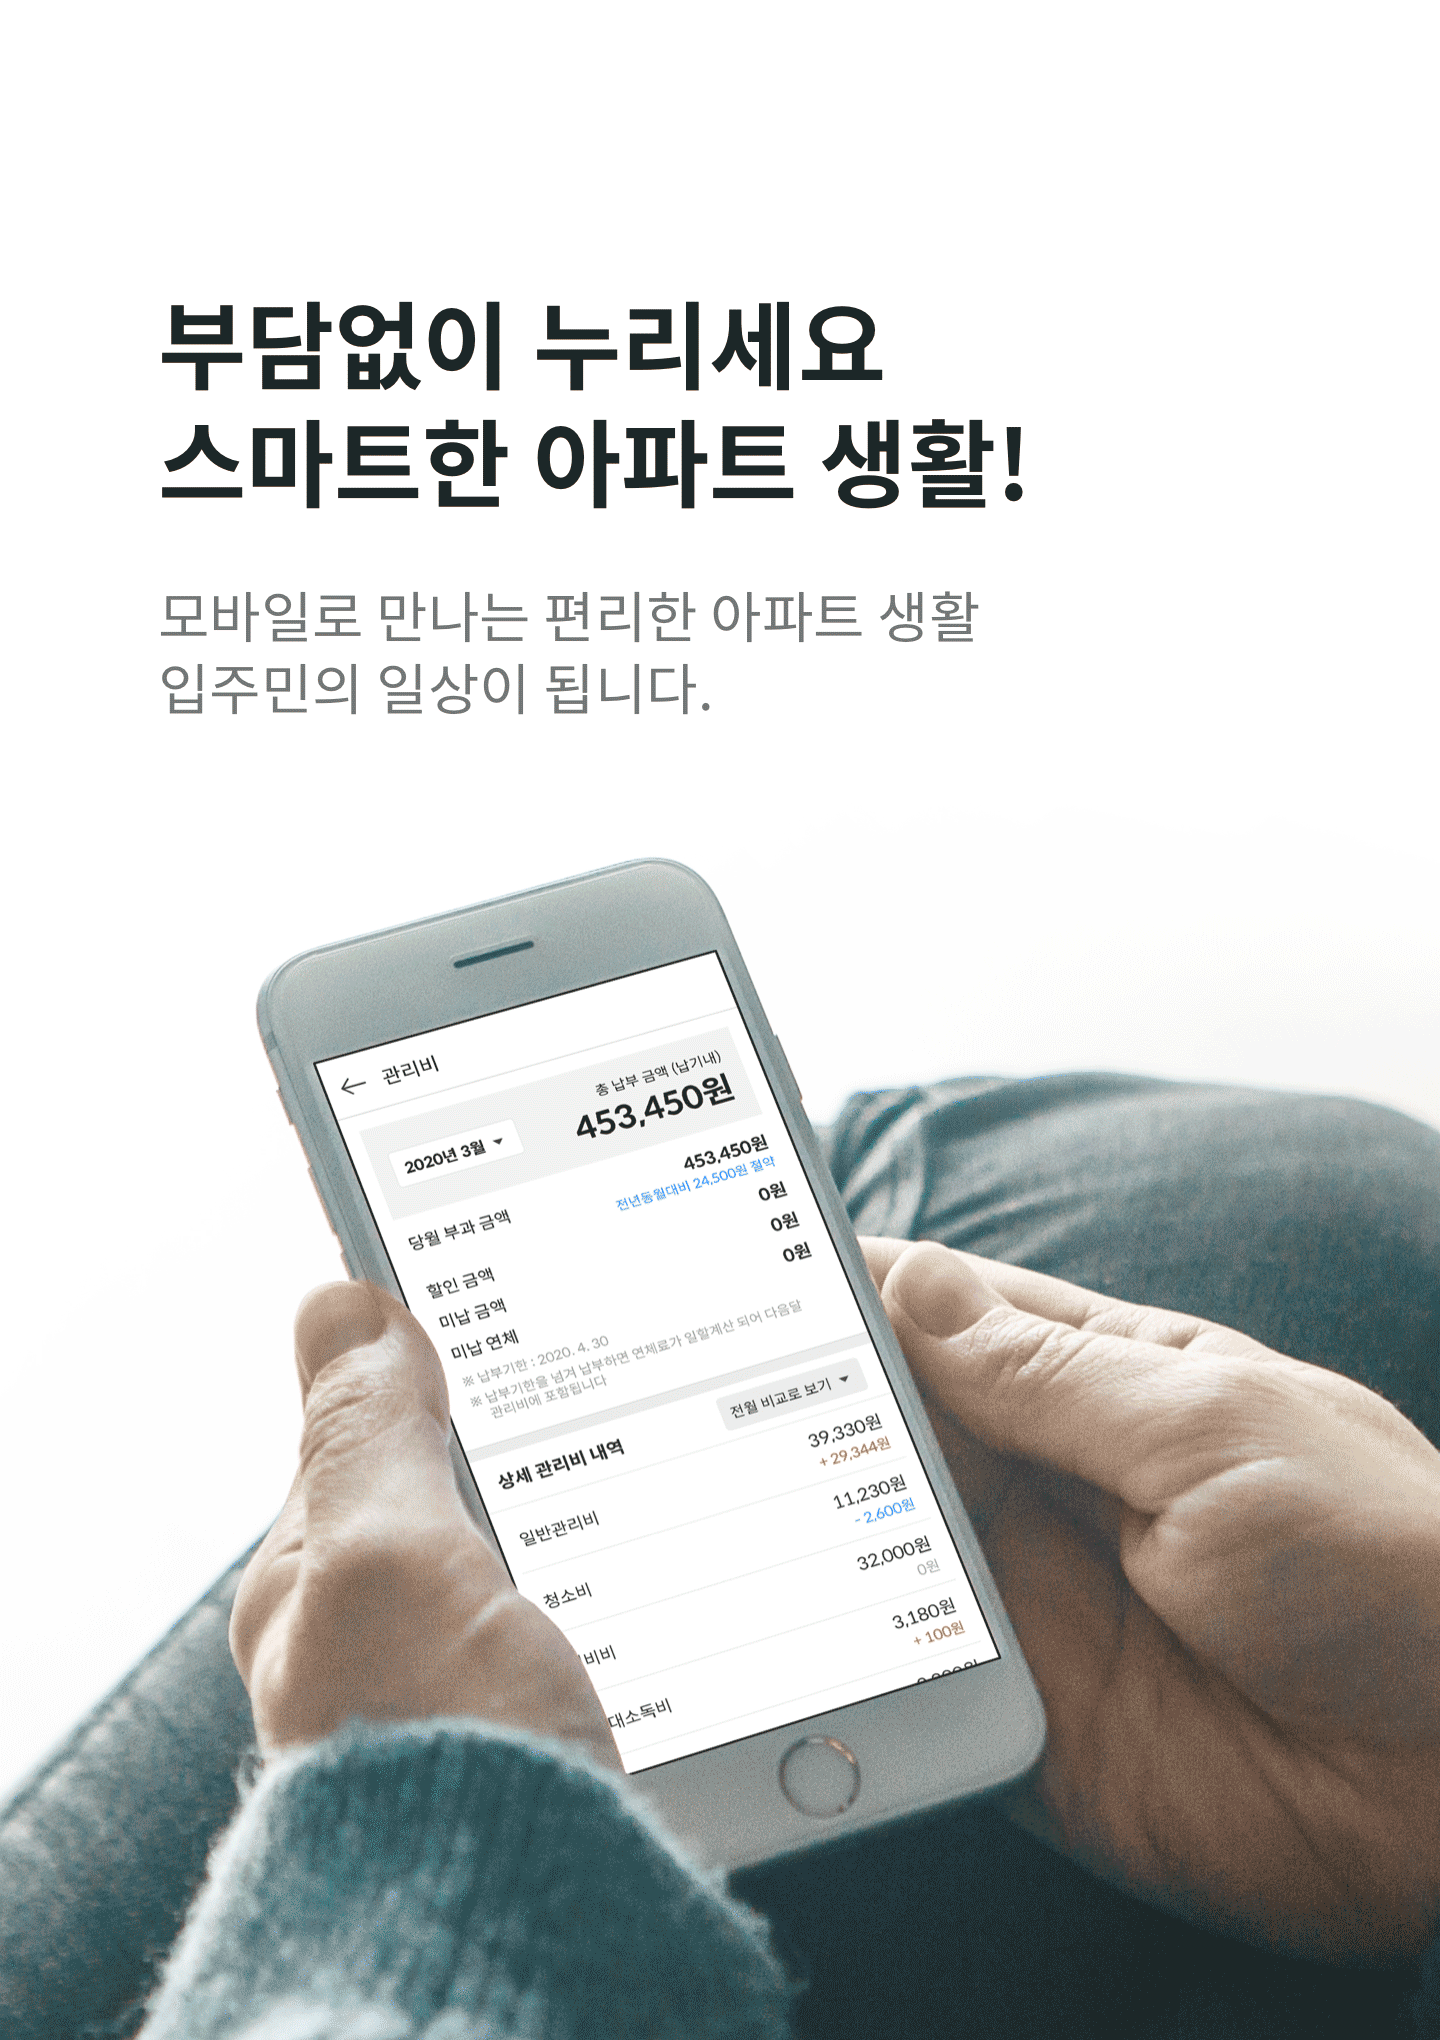 부담없이 누리세요
스마트한 아파트 생활!
모바일로 만나는 편리한 아파트 생활
입주민의 일상이 됩니다.
관리비
2020년 3월
총 납부 금액 (납기내)
453,450원
당월 부과 금액
453,450원
전년동월대비 24,500원 절약
할인 금액
0원
미납 금액
0원
미납 연체
0원
※ 납부기한 : 2020. 4. 30
※ 납부기한을 넘겨 납부하면 연체료가 일할계산 되어 다음달
관리비에 포함됩니다
상세 관리비 내역
전월 비교로 보기
일반관리비
39,330원
+ 29,344원
청소비
11,230원
- 2,600원
비비
32,000원
0원
대소독비
3,180원
+ 100원